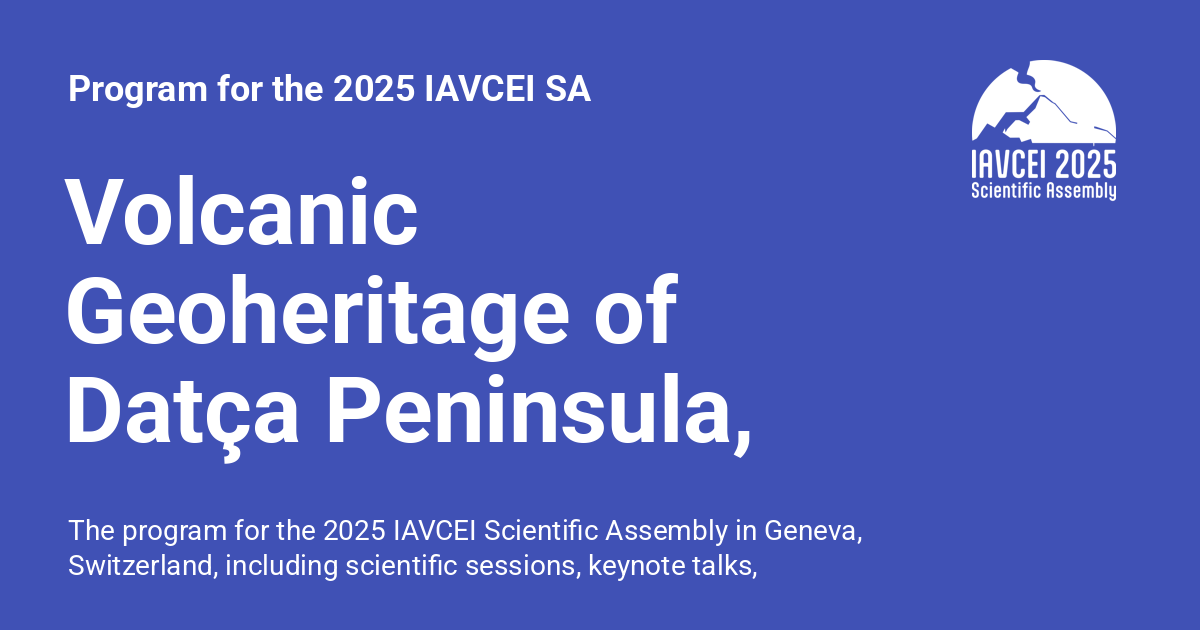 Program for the 2025 IAVCEI SA
IAVCEI 2025
Scientific Assembly
Volcanic
Geoheritage of
Datça Peninsula,
The program for the 2025 IAVCEI Scientific Assembly in Geneva,
Switzerland, including scientific sessions, keynote talks,